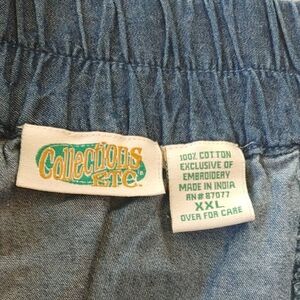 Collections
ETC.
100% COTTON
EXCLUSIVE OF
EMBROIDERY
MADE IN INDIA
RN#87077
XXL
OVER FOR CARE